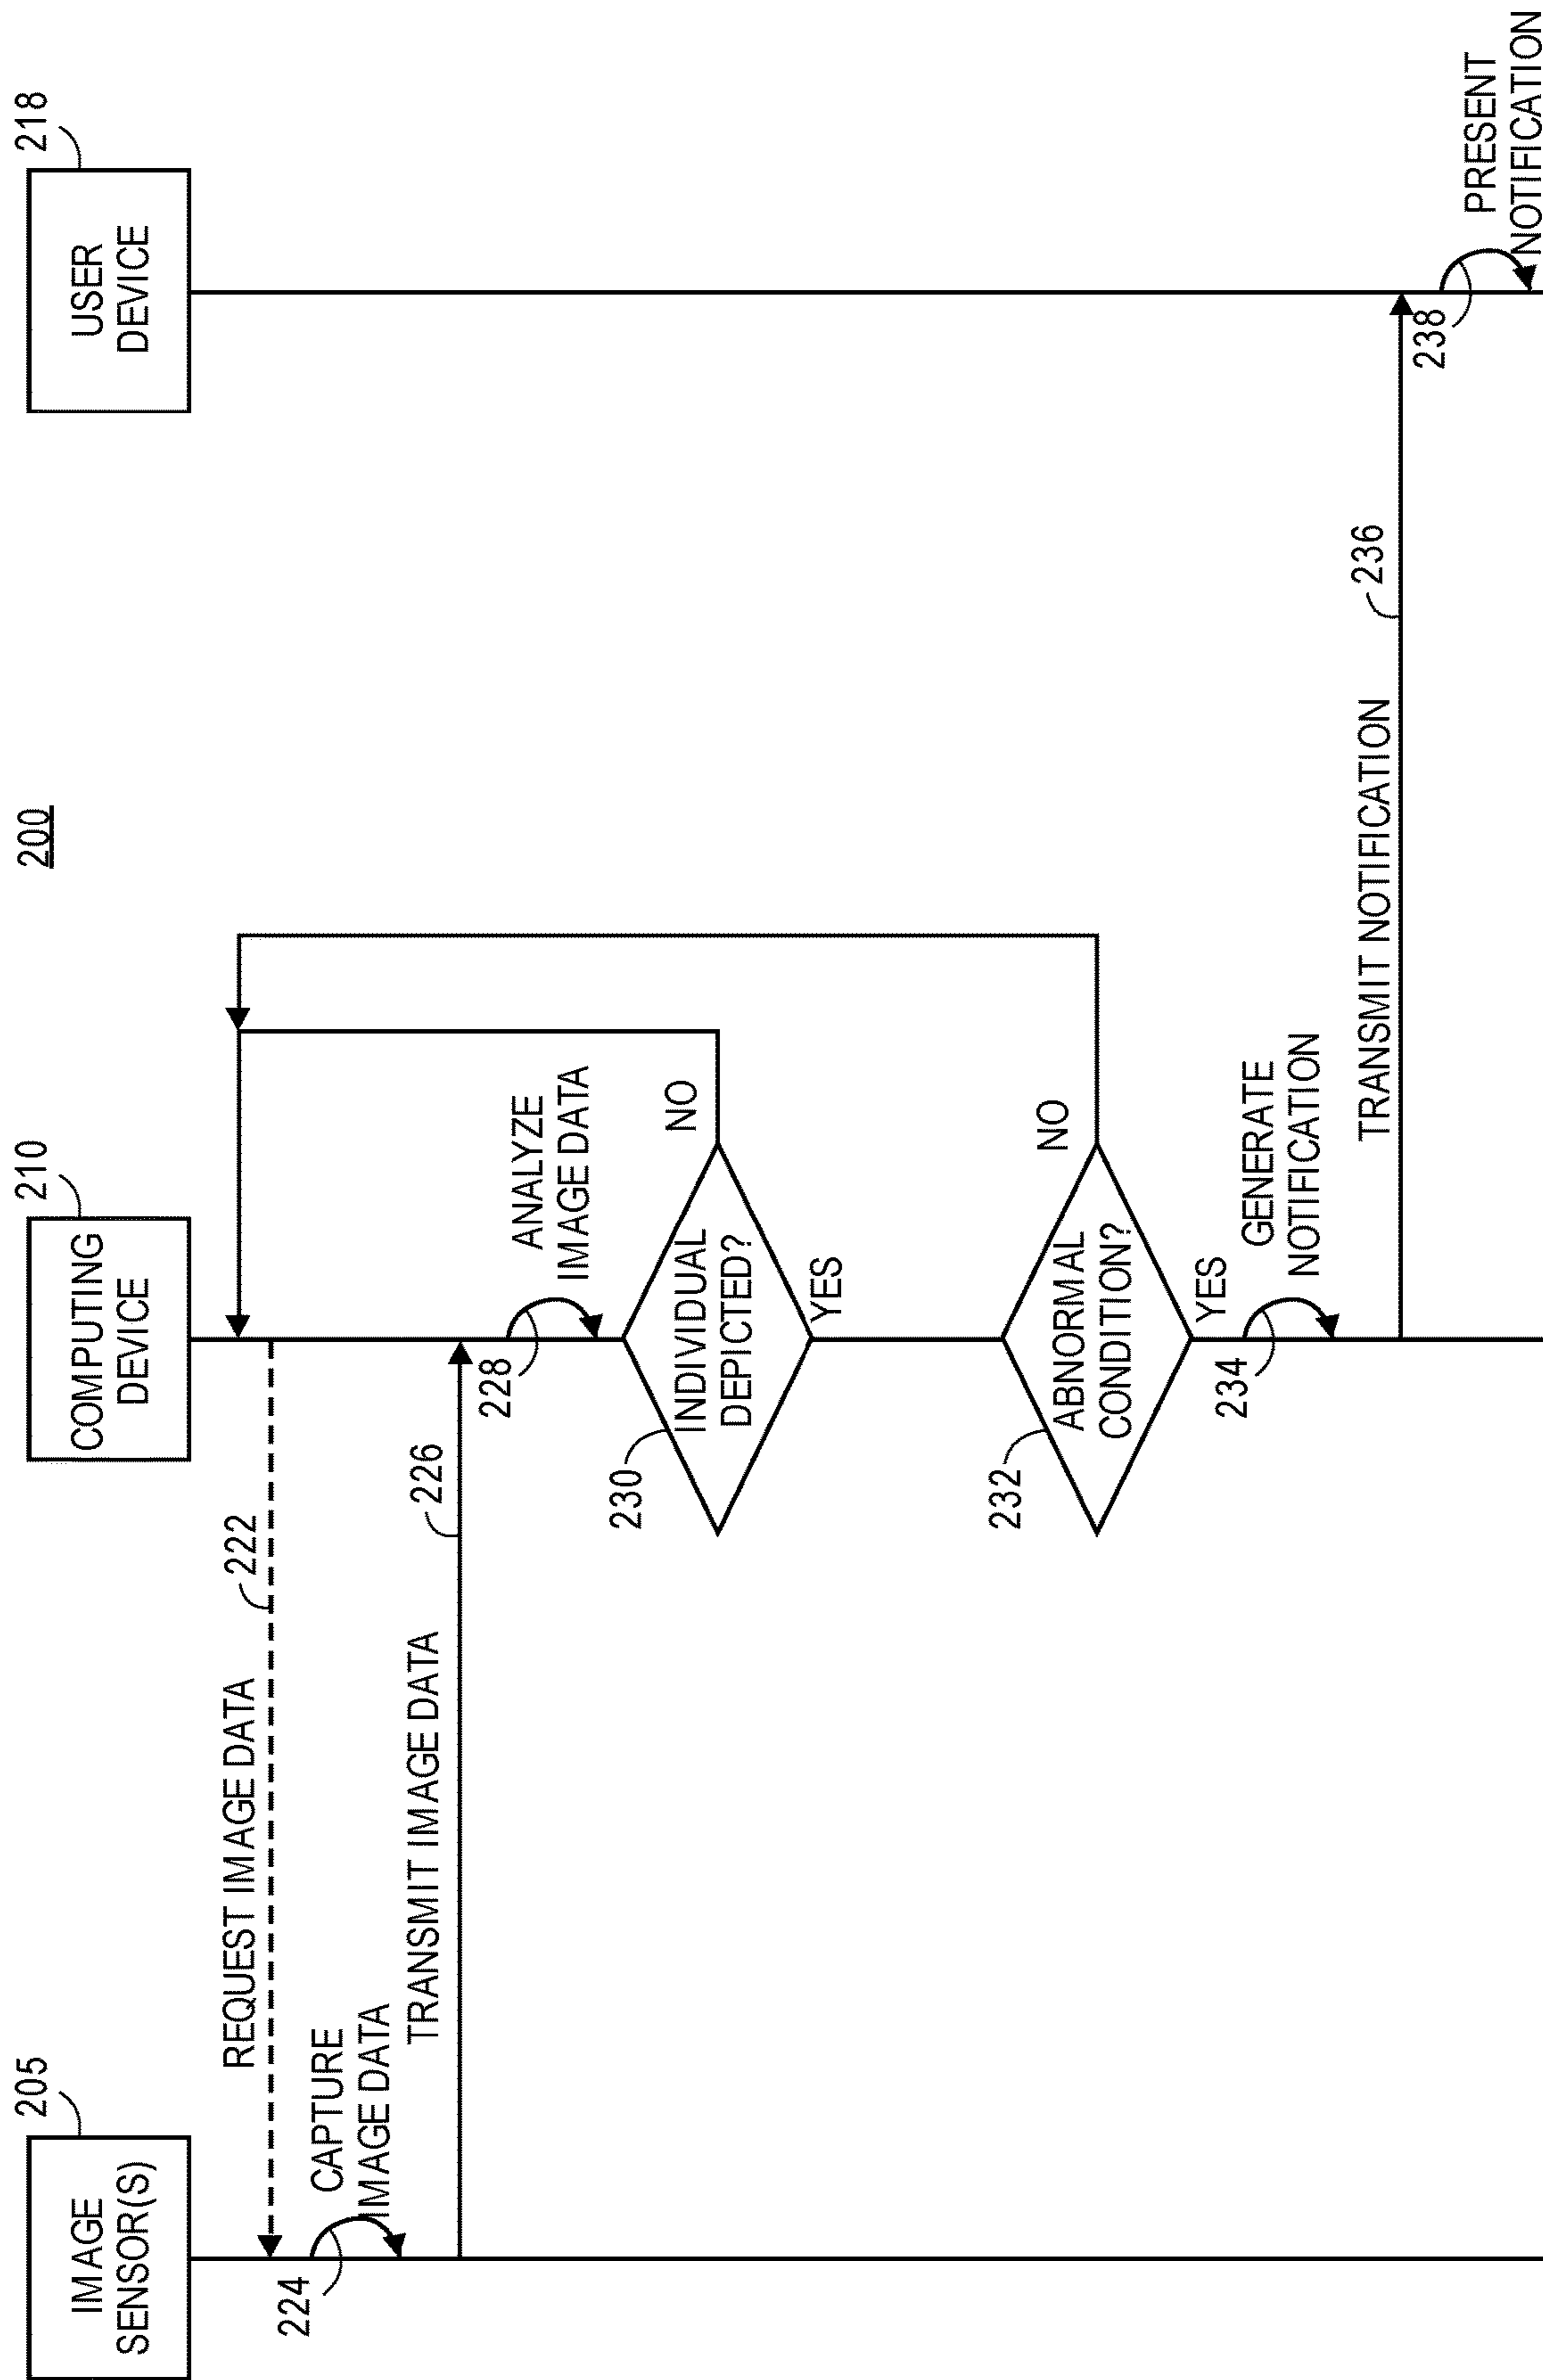 200
205
IMAGE
SENSOR(S)
210
COMPUTING
DEVICE
218
USER
DEVICE
REQUEST IMAGE DATA
222
224
CAPTURE
IMAGE DATA
TRANSMIT IMAGE DATA
226
228
ANALYZE
IMAGE DATA
230
INDIVIDUAL
DEPICTED?
NO
YES
232
ABNORMAL
CONDITION?
NO
YES
234
GENERATE
NOTIFICATION
TRANSMIT NOTIFICATION
236
238
PRESENT
NOTIFICATION